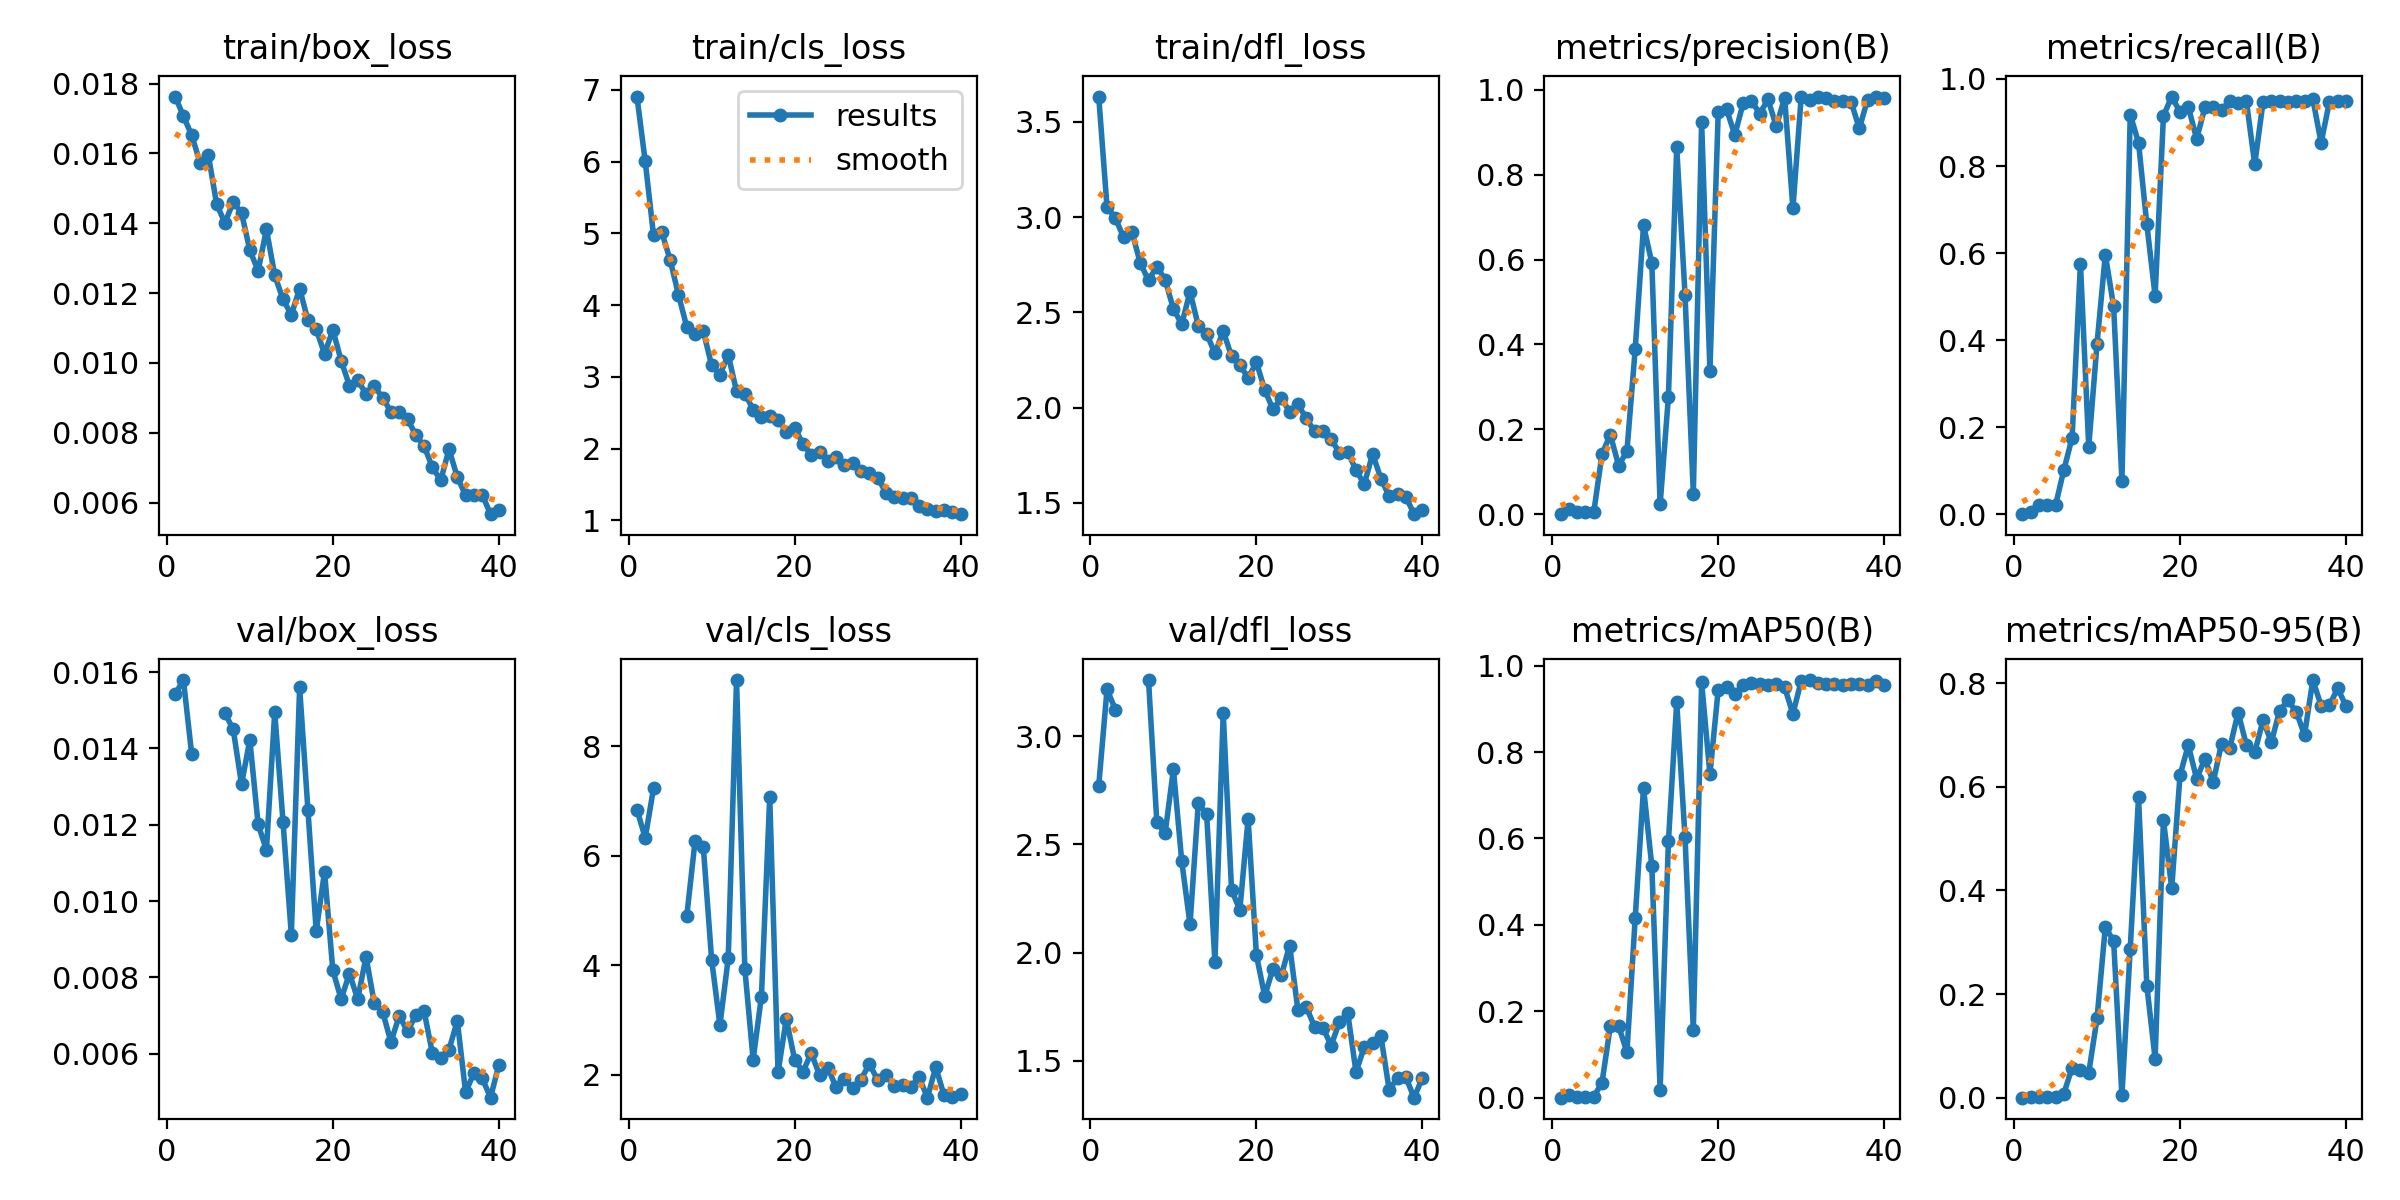 train/box_loss
train/cls_loss
train/dfl_loss
metrics/precision(B)
metrics/recall(B)
0.018
0.016
0.014
0.012
0.010
0.008
0.006
0 20 40
7
6
5
4
3
2
1
0 20 40
results
smooth
3.5
3.0
2.5
2.0
1.5
0 20 40
1.0
0.8
0.6
0.4
0.2
0.0
0 20 40
1.0
0.8
0.6
0.4
0.2
0.0
0 20 40
val/box_loss
val/cls_loss
val/dfl_loss
metrics/mAP50(B)
metrics/mAP50-95(B)
0.016
0.014
0.012
0.010
0.008
0.006
0 20 40
8
6
4
2
0 20 40
3.0
2.5
2.0
1.5
0 20 40
1.0
0.8
0.6
0.4
0.2
0.0
0 20 40
0.8
0.6
0.4
0.2
0.0
0 20 40